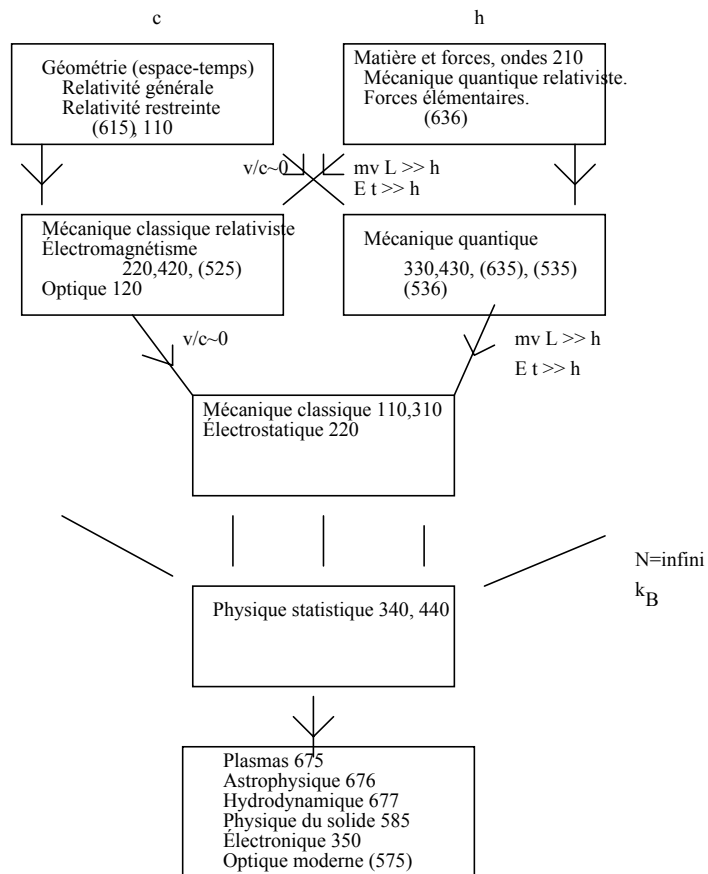 c
h
Géométrie (espace-temps)
Relativité générale
Relativité restreinte
(615), 110
Matière et forces, ondes 210
Mécanique quantique relativiste.
Forces élémentaires.
(636)
v/c~0
mv L >> h
E t >> h
Mécanique classique relativiste
Électromagnétisme
220,420, (525)
Optique 120
Mécanique quantique
330,430, (635), (535)
(536)
v/c~0
mv L >> h
E t >> h
Mécanique classique 110,310
Électrostatique 220
N=infini
kB
Physique statistique 340, 440
Plasmas 675
Astrophysique 676
Hydrodynamique 677
Physique du solide 585
Électronique 350
Optique moderne (575)